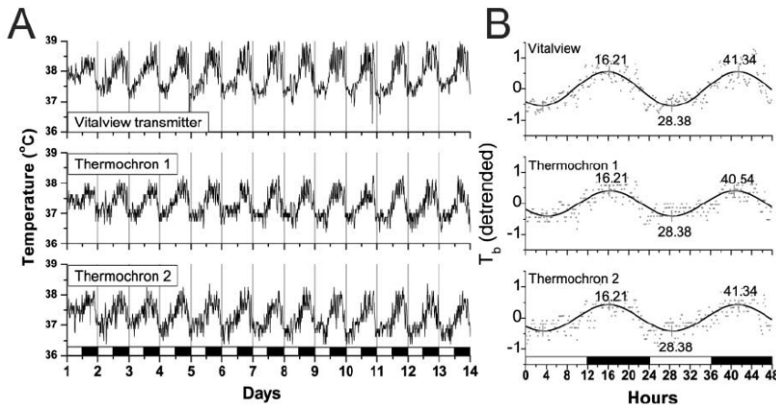 A
39
38
37
36
Vitalview transmitter
39
38
37
36
Thermochron 1
39
38
37
36
Thermochron 2
Temperature (°C)
1 2 3 4 5 6 7 8 9 10 11 12 13 14
Days
B
Vitalview
1
0
-1
16.21
41.34
28.38
Thermochron 1
1
0
-1
16.21
40.54
28.38
Thermochron 2
1
0
-1
16.21
41.34
28.38
Tb (detrended)
0 4 8 12 16 20 24 28 32 36 40 44 48
Hours